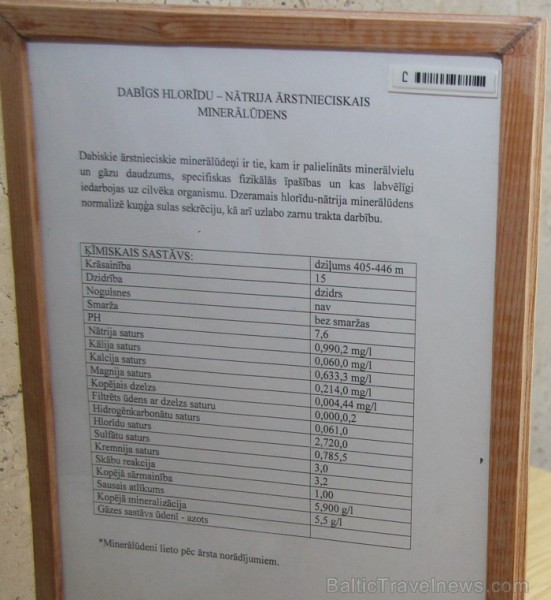 C
DABĪGS HLORĪDU – NĀTRIJA ĀRSTNIECISKAIS
MINERĀLŪDENS
Dabiskie ārstnieciskie minerālūdeņi ir tie, kam ir palielināts minerālvielu
un gāzu daudzums, specifiskas fizikālās īpašības un kas labvēlīgi
iedarbojas uz cilvēka organismu. Dzeramais hlorīdu-nātrija minerālūdens
normalizē kuņģa sulas sekrēciju, kā arī uzlabo zarnu trakta darbību.
ĶĪMISKAIS SASTĀVS: dziļums 405-446 m
Krāsainība 15
Dzidrība dzidrs
Nogulsnes nav
Smarža bez smaržas
PH 7,6
Nātrija saturs 0,990,2 mg/l
Kālija saturs 0,060,0 mg/l
Kalcija saturs 0,633,3 mg/l
Magnija saturs 0,214,0 mg/l
Kopējais dzelzs 0,004,44 mg/l
Filtrēts ūdens ar dzelzs saturu 0,000,0,2
Hidrogēnkarbonātu saturs 0,061,0
Hlorīdu saturs 2,720,0
Sulfātu saturs 0,785,5
Kremnija saturs 3,0
Skābu reakcija 3,2
Kopējā sārmainība 1,00
Sausais atlikums 5,900 g/l
Kopējā mineralizācija 5,5 g/l
Gāzes sastāvs ūdenī - azots
*Minerālūdeni lieto pēc ārsta norādījumiem.
BalticTravelnews.com